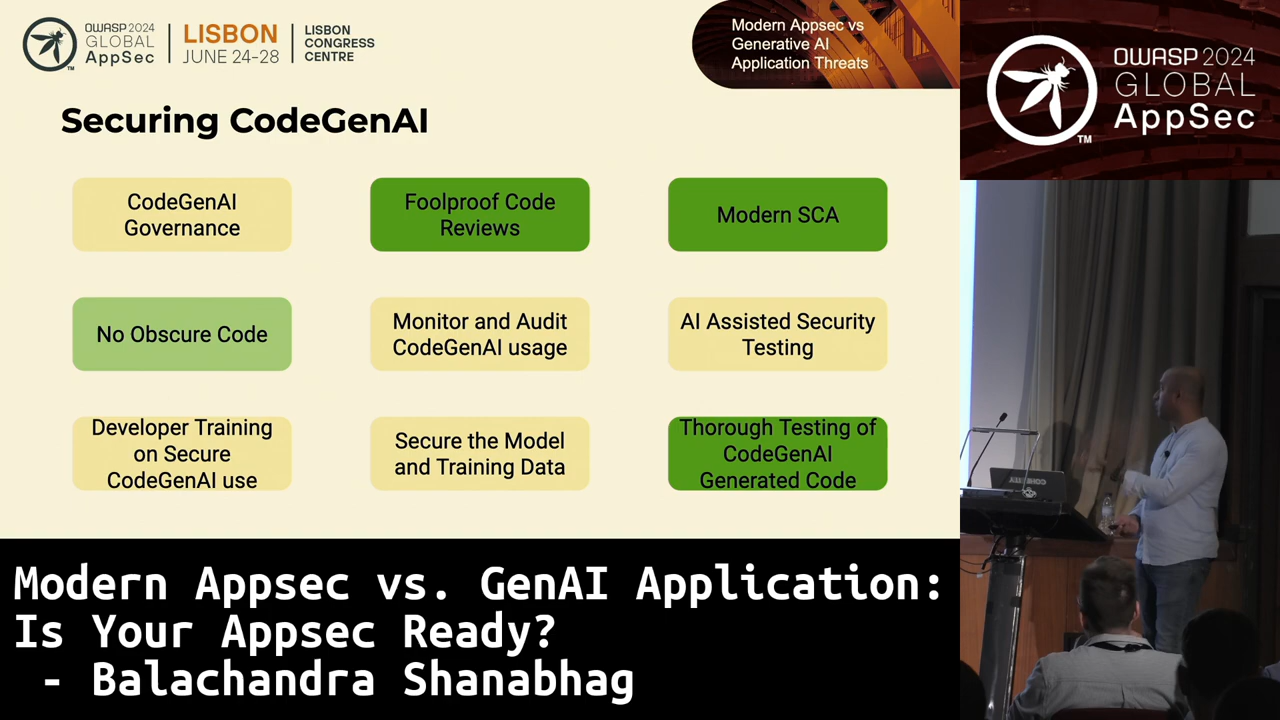 OWASP 2024
GLOBAL
AppSec
LISBON
JUNE 24-28
LISBON
CONGRESS
CENTRE
TM
Modern Appsec vs
Generative AI
Application Threats
OWASP 2024
GLOBAL
AppSec
TM
Securing CodeGenAI
CodeGenAI
Governance
Foolproof Code
Reviews
Modern SCA
No Obscure Code
Monitor and Audit
CodeGenAI usage
AI Assisted Security
Testing
Developer Training
on Secure
CodeGenAI use
Secure the Model
and Training Data
Thorough Testing of
CodeGenAI
Generated Code
Modern Appsec vs. GenAI Application:
Is Your Appsec Ready?
- Balachandra Shanabhag